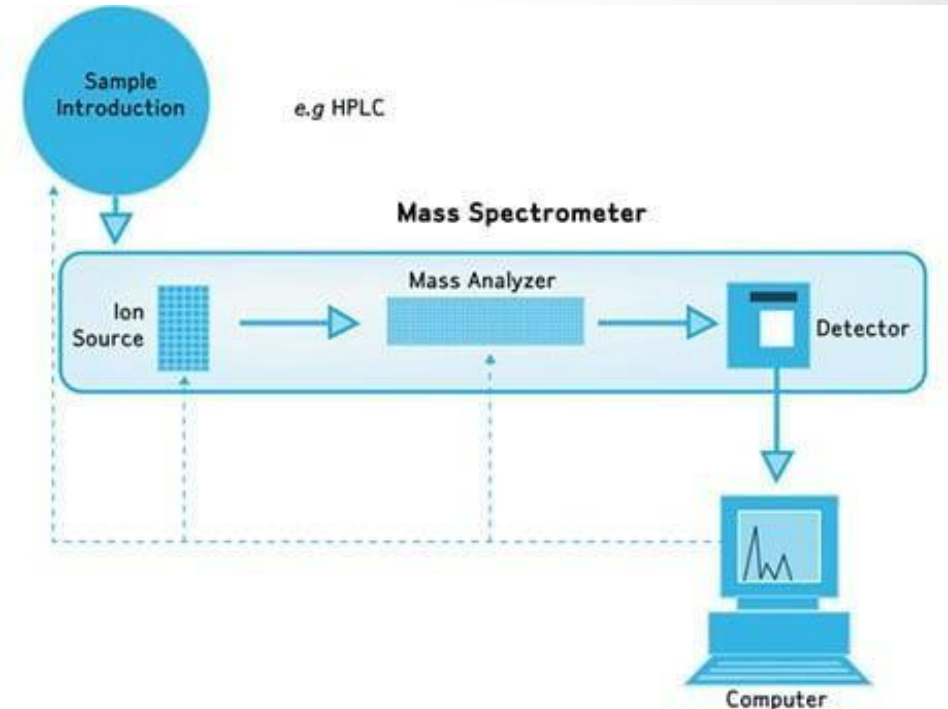 Sample
Introduction
e.g HPLC
Mass Spectrometer
Ion
Source
Mass Analyzer
Detector
Computer